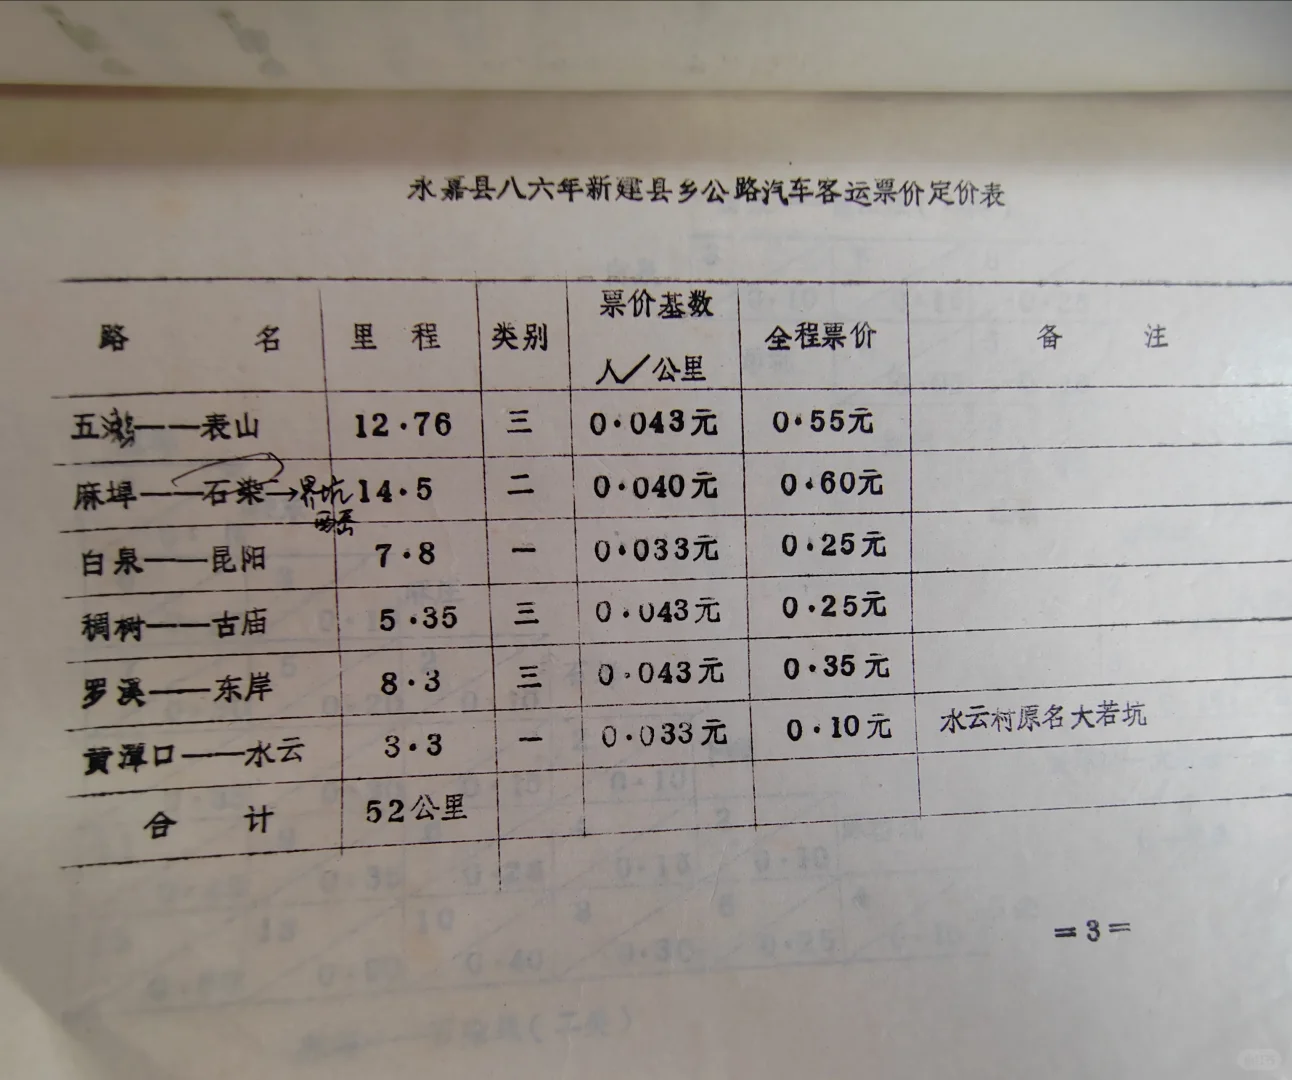 永嘉县八六年新建县乡公路汽车客运票价定价表
路名 里程 类别 票价基数 人/公里 全程票价 备注
五 ——表山 12·76 三 0·043元 0·55元
麻埠——石柴→界坑 14·5 二 0·040元 0·60元
白泉——昆阳 7·8 一 0·033元 0·25元
稠树——古庙 5·35 三 0·043元 0·25元
罗溪——东岸 8·3 三 0·043元 0·35元
黄潭口——水云 3·3 一 0·033元 0·10元 水云村原名大若坑
合计 52公里
=3=